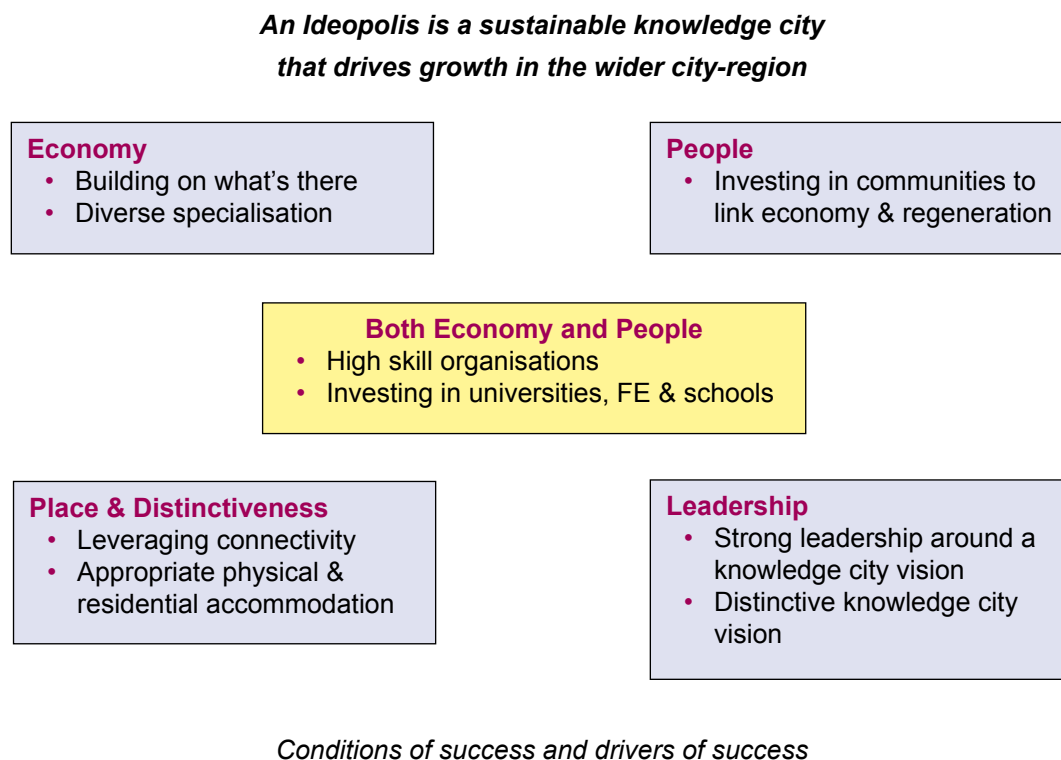 An Ideopolis is a sustainable knowledge city
that drives growth in the wider city-region
Economy
• Building on what's there
• Diverse specialisation
People
• Investing in communities to
link economy & regeneration
Both Economy and People
• High skill organisations
• Investing in universities, FE & schools
Place & Distinctiveness
• Leveraging connectivity
• Appropriate physical &
residential accommodation
Leadership
• Strong leadership around a
knowledge city vision
• Distinctive knowledge city
vision
Conditions of success and drivers of success